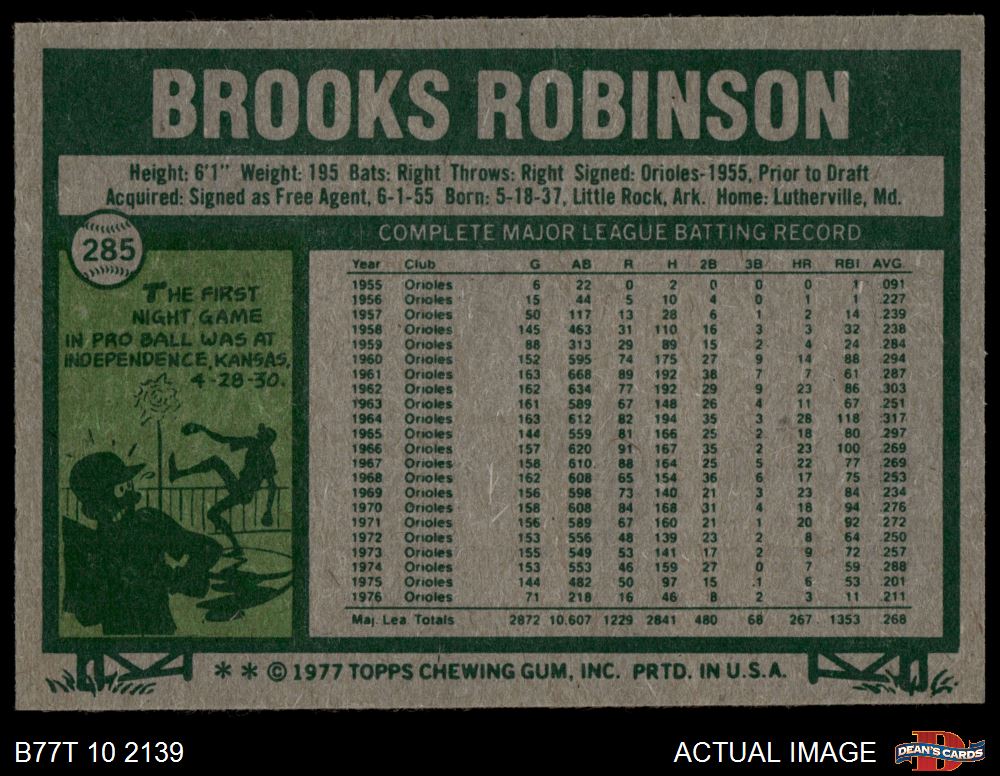 BROOKS ROBINSON
Height: 6'1" Weight: 195 Bats: Right Throws: Right Signed: Orioles-1955, Prior to Draft
Acquired: Signed as Free Agent, 6-1-55 Born: 5-18-37, Little Rock, Ark. Home: Lutherville, Md.
285
THE FIRST
NIGHT GAME
IN PRO BALL WAS AT
INDEPENDENCE, KANSAS,
4-28-30.
COMPLETE MAJOR LEAGUE BATTING RECORD
Year Club G AB R H 2B 3B HR RBI AVG
1955 Orioles 6 22 0 2 0 0 0 1 .091
1956 Orioles 15 44 5 10 4 0 1 1 .227
1957 Orioles 50 117 13 28 6 1 2 14 .239
1958 Orioles 145 463 31 110 16 3 3 32 .238
1959 Orioles 88 313 29 89 15 2 4 24 .284
1960 Orioles 152 595 74 175 27 9 14 88 .294
1961 Orioles 163 668 89 192 38 7 7 61 .287
1962 Orioles 162 634 77 192 29 9 23 86 .303
1963 Orioles 161 589 67 148 26 4 11 67 .251
1964 Orioles 163 612 82 194 35 3 28 118 .317
1965 Orioles 144 559 81 166 25 2 18 80 .297
1966 Orioles 157 620 91 167 35 2 23 100 .269
1967 Orioles 158 610 88 164 25 5 22 77 .269
1968 Orioles 162 608 65 154 36 6 17 75 .253
1969 Orioles 156 598 73 140 21 3 23 84 .234
1970 Orioles 158 608 84 168 31 4 18 94 .276
1971 Orioles 156 589 67 160 21 1 20 92 .272
1972 Orioles 153 556 48 139 23 2 8 64 .250
1973 Orioles 155 549 53 141 17 2 9 72 .257
1974 Orioles 153 553 46 159 27 0 7 59 .288
1975 Orioles 144 482 50 97 15 .1 6 53 .201
1976 Orioles 71 218 16 46 8 2 3 11 .211
Maj. Lea. Totals 2872 10,607 1229 2841 480 68 267 1353 .268
* * © 1977 TOPPS CHEWING GUM, INC. PRTD. IN U.S.A.
B77T 10 2139
ACTUAL IMAGE
DEAN'S CARDS